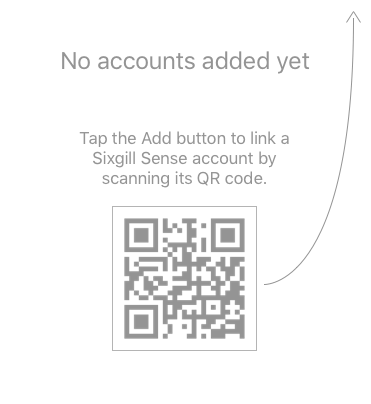 No accounts added yet
Tap the Add button to link a
Sixgill Sense account by
scanning its QR code.